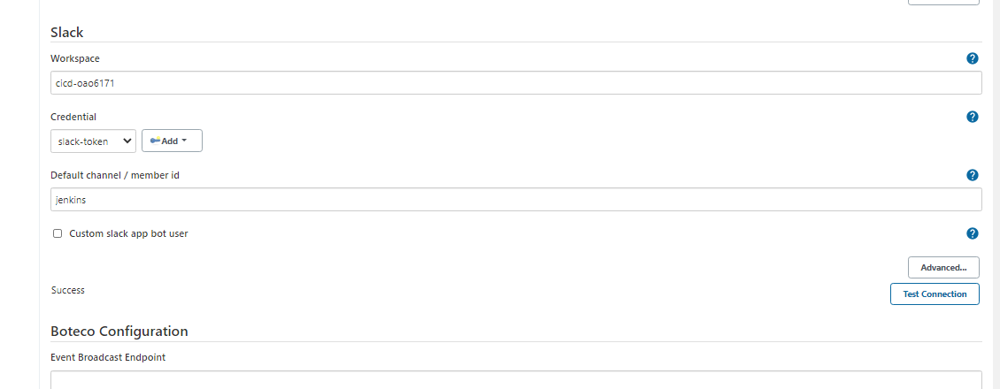 Slack
Workspace
cicd-oao6171
Credential
slack-token
Add
Default channel / member id
jenkins
Custom slack app bot user
Advanced...
Success
Test Connection
Boteco Configuration
Event Broadcast Endpoint